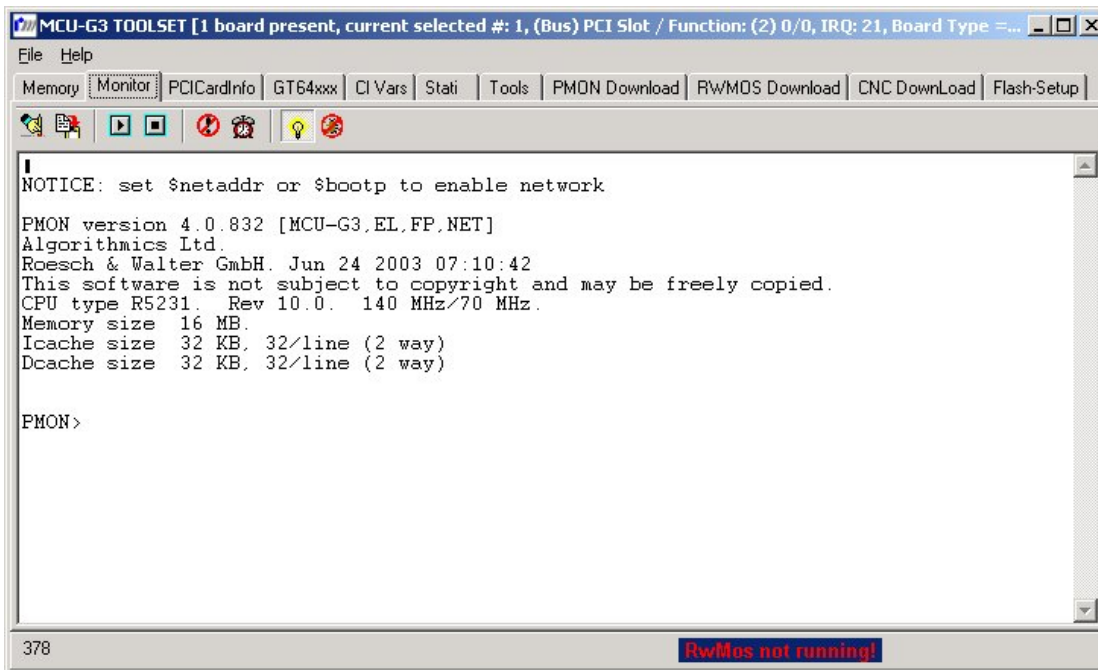 MCU-G3 TOOLSET [1 board present, current selected #: 1, (Bus) PCI Slot / Function: (2) 0/0, IRQ: 21, Board Type =...
File Help
Memory Monitor PCICardInfo GT64xxx CI Vars Stati Tools PMON Download RWMOS Download CNC DownLoad Flash-Setup
NOTICE: set $netaddr or $bootp to enable network
PMON version 4.0.832 [MCU-G3,EL,FP,NET]
Algorithmics Ltd.
Roesch & Walter GmbH. Jun 24 2003 07:10:42
This software is not subject to copyright and may be freely copied.
CPU type R5231. Rev 10.0. 140 MHz/70 MHz.
Memory size 16 MB.
Icache size 32 KB, 32/line (2 way)
Dcache size 32 KB, 32/line (2 way)
PMON>
378 RwMos not running!